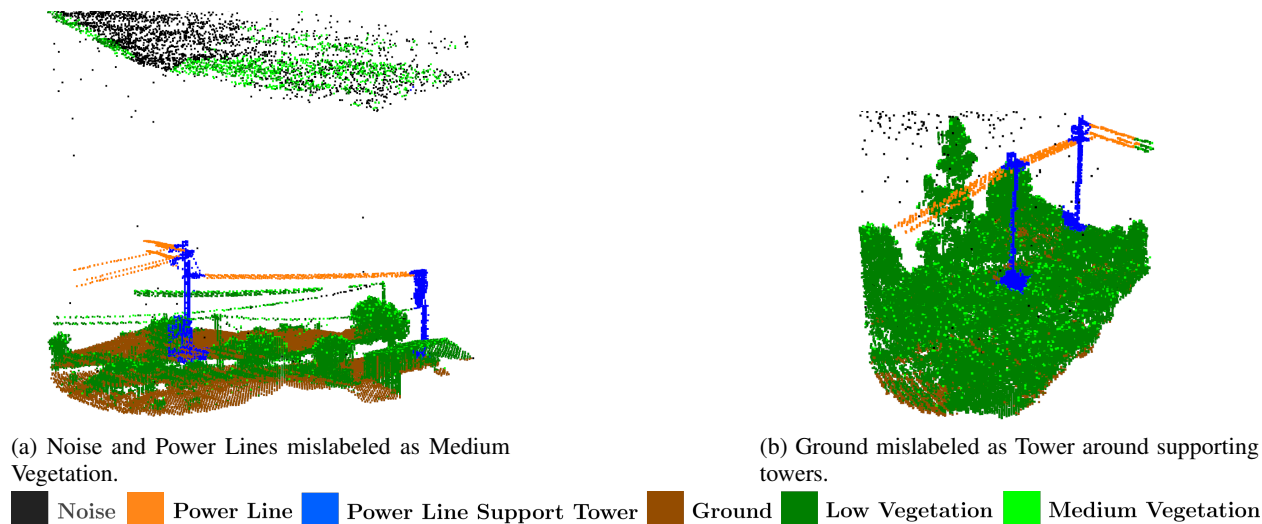 (a) Noise and Power Lines mislabeled as Medium
Vegetation.
(b) Ground mislabeled as Tower around supporting
towers.
Noise Power Line Power Line Support Tower Ground Low Vegetation Medium Vegetation